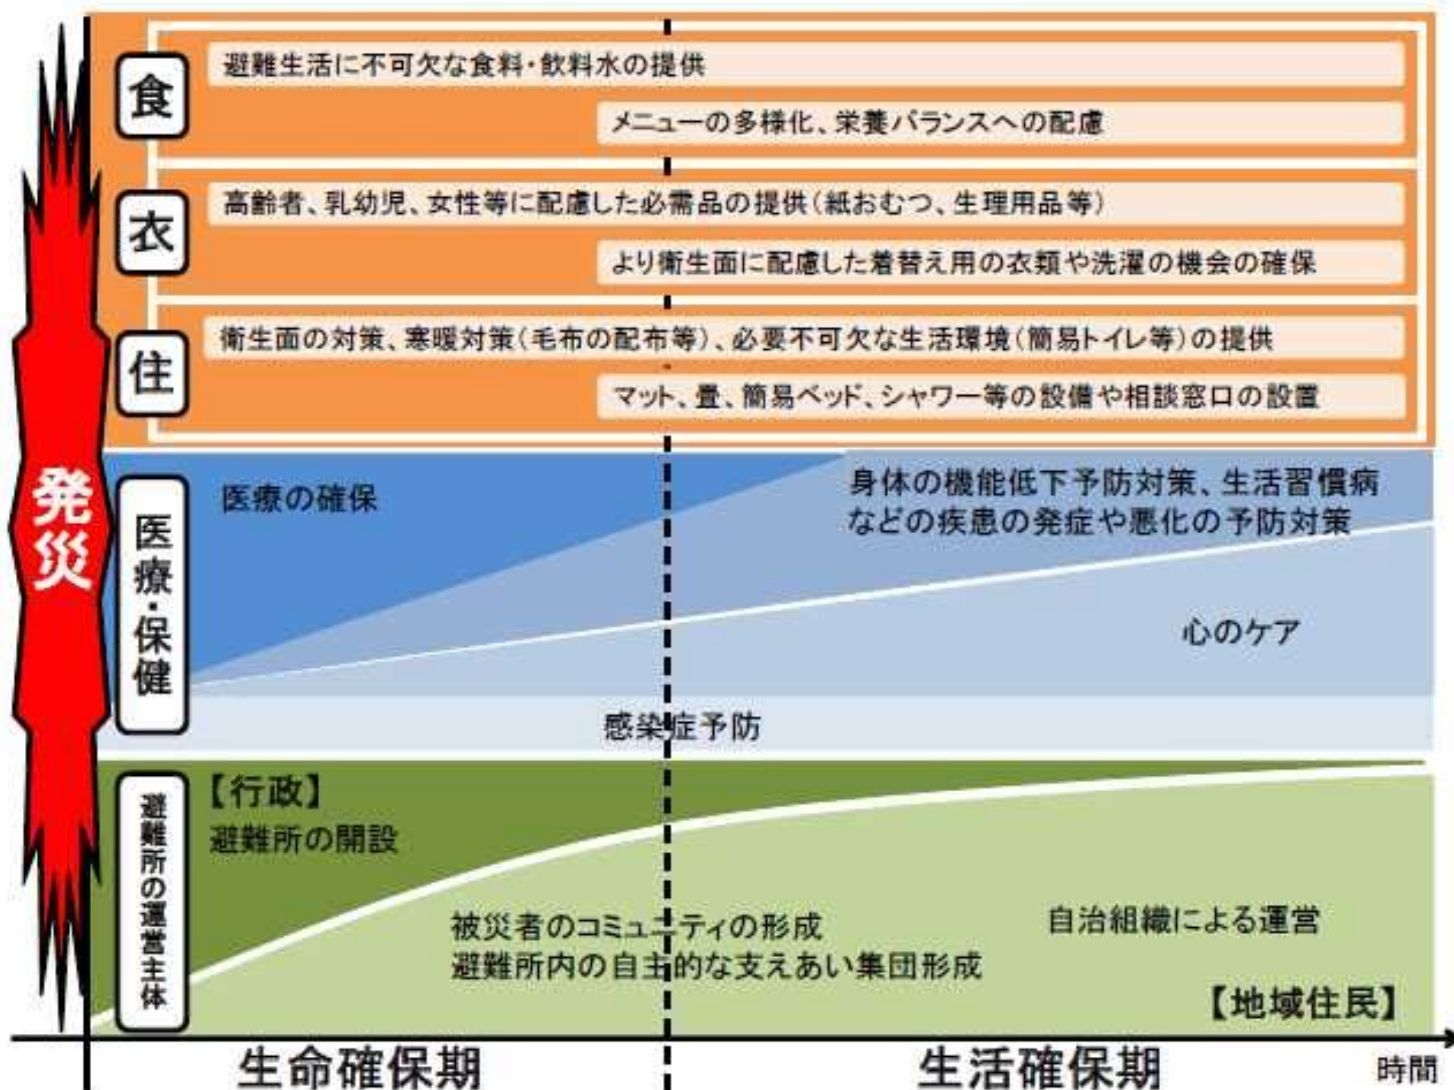 発災
食
避難生活に不可欠な食料・飲料水の提供
メニューの多様化、栄養バランスへの配慮
衣
高齢者、乳幼児、女性等に配慮した必需品の提供(紙おむつ、生理用品等)
より衛生面に配慮した着替え用の衣類や洗濯の機会の確保
住
衛生面の対策、寒暖対策(毛布の配布等)、必要不可欠な生活環境(簡易トイレ等)の提供
マット、畳、簡易ベッド、シャワー等の設備や相談窓口の設置
医療・保健
医療の確保
身体の機能低下予防対策、生活習慣病
などの疾患の発症や悪化の予防対策
心のケア
感染症予防
避難所の運営主体
【行政】
避難所の開設
被災者のコミュニティの形成
避難所内の自主的な支えあい集団形成
自治組織による運営
【地域住民】
生命確保期
生活確保期
時間